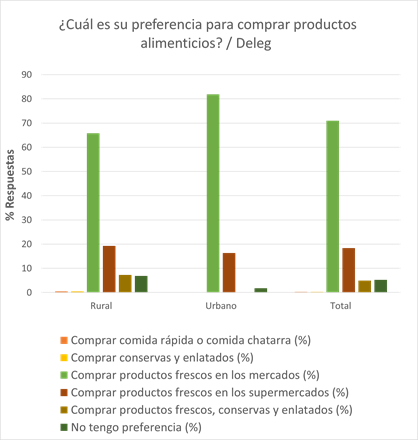 ¿Cuál es su preferencia para comprar productos
alimenticios? / Deleg
90
80
70
60
50
40
30
20
10
0
% Respuestas
Rural Urbano Total
Comprar comida rápida o comida chatarra (%)
Comprar conservas y enlatados (%)
Comprar productos frescos en los mercados (%)
Comprar productos frescos en los supermercados (%)
Comprar productos frescos, conservas y enlatados (%)
No tengo preferencia (%)